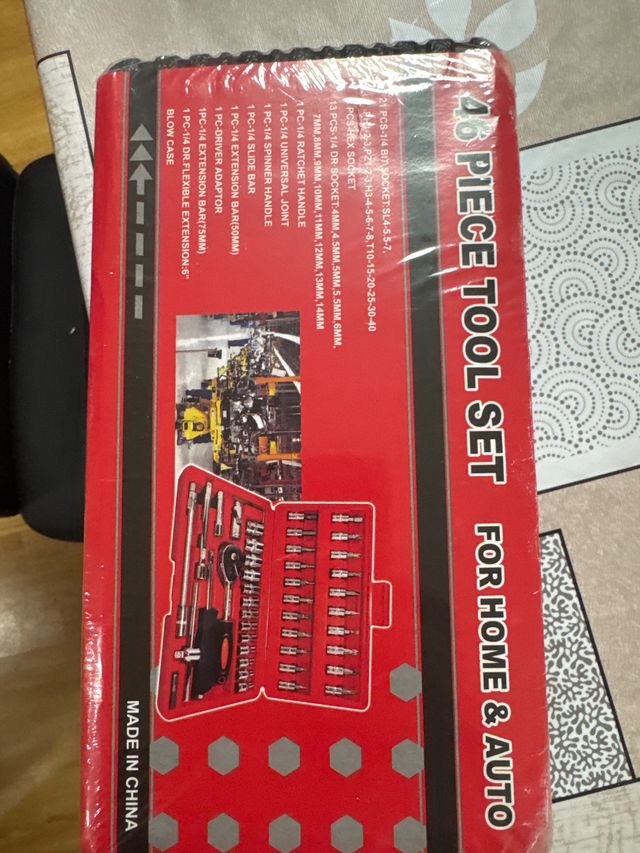 46 PIECE TOOL SET FOR HOME & AUTO
21 PCS-1/4 BIT SOCKET:SL4-5.5-7,
2-3,H3-4-5-6-7-8,T10-15-20-25-30-40
PCS-HEX SOCKET
13 PCS-1/4 DR.SOCKET:4MM,4.5MM,5MM,5.5MM,6MM,
7MM,8MM,9MM,10MM,11MM,12MM,13MM,14MM
1 PC-1/4 RATCHET HANDLE
1 PC-1/4 UNIVERSAL JOINT
1 PC-1/4 SPINNER HANDLE
1 PC-1/4 SLIDE BAR
1 PC-1/4 EXTENSION BAR(50MM)
1 PC-DRIVER ADAPTOR
1PC-1/4 EXTENSION BAR(75MM)
1 PC-1/4 DR.FLEXIBLE EXTENSION:6"
BLOW CASE
MADE IN CHINA